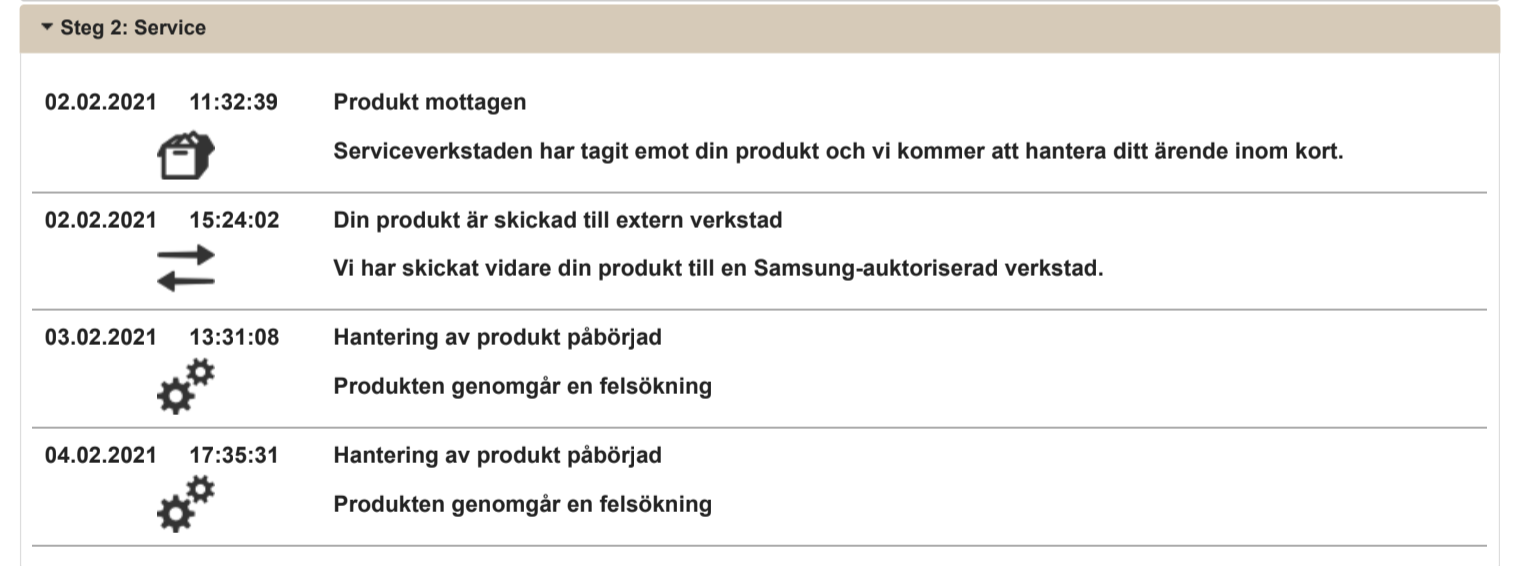 Steg 2: Service
02.02.2021 11:32:39 Produkt mottagen
Serviceverkstaden har tagit emot din produkt och vi kommer att hantera ditt ärende inom kort.
02.02.2021 15:24:02 Din produkt är skickad till extern verkstad
Vi har skickat vidare din produkt till en Samsung-auktoriserad verkstad.
03.02.2021 13:31:08 Hantering av produkt påbörjad
Produkten genomgår en felsökning
04.02.2021 17:35:31 Hantering av produkt påbörjad
Produkten genomgår en felsökning